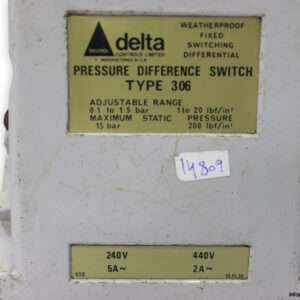 WEATHERPROOF
FIXED
SWITCHING
DIFFERENTIAL
DELTROL
delta
CONTROLS LIMITED
PRESSURE DIFFERENCE SWITCH
TYPE 306
ADJUSTABLE RANGE
0·1 to 1·5 bar 1 to 20 lbf/in²
MAXIMUM STATIC PRESSURE
15 bar 200 lbf/in²
14809
240V 440V
5A~ 2A~